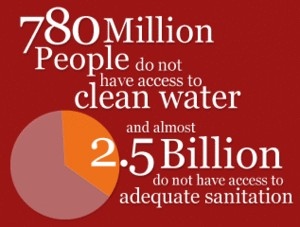 780 Million
People do not
have access to
clean water
and almost
2.5 Billion
do not have access to
adequate sanitation